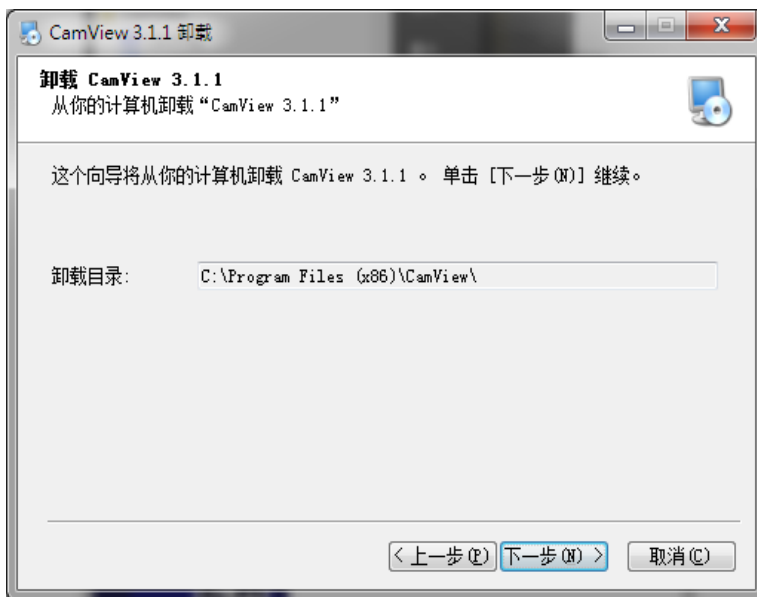 CamView 3.1.1 卸载
卸载 CamView 3.1.1
从你的计算机卸载“CamView 3.1.1”
这个向导将从你的计算机卸载 CamView 3.1.1 。 单击 [下一步(N)] 继续。
卸载目录: C:\Program Files (x86)\CamView\
< 上一步(P) 下一步(N) > 取消(C)